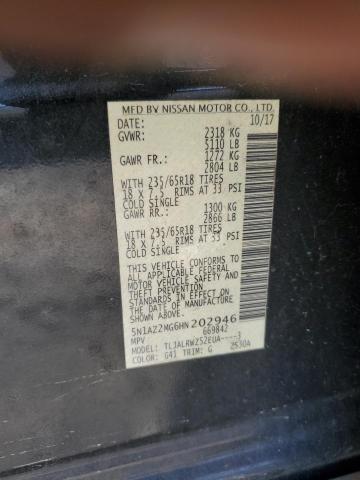 MFD BY NISSAN MOTOR CO., LTD.
DATE: 10/17
GVWR: 2318 KG
5110 LB
GAWR FR.: 1272 KG
2804 LB
WITH 235/65R18 TIRES
18 X 7.5 RIMS AT 33 PSI
COLD SINGLE
GAWR RR.: 1300 KG
2866 LB
WITH 235/65R18 TIRES
18 X 7.5 RIMS AT 33 PSI
COLD SINGLE
THIS VEHICLE CONFORMS TO
ALL APPLICABLE FEDERAL
MOTOR VEHICLE SAFETY
STANDARDS IN EFFECT ON
THE DATE OF MANUFACTURE
SHOWN ABOVE.
5N1AZ2MG6HN202946
MPV 669842
MODEL: TLJALRWZ52EUA----3
COLOR: G41 TRIM: G 2530A